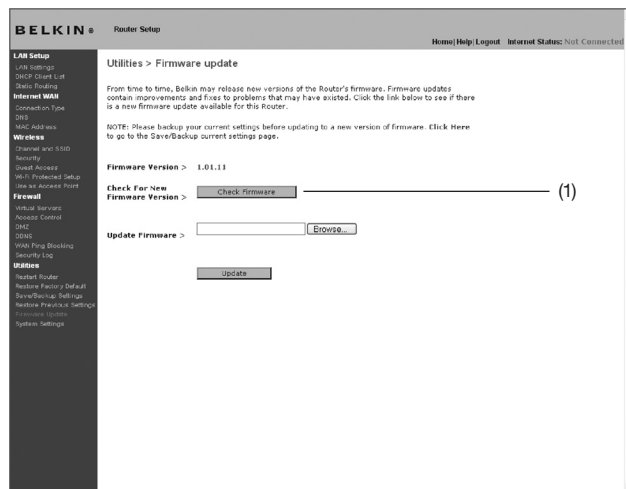 BELKIN
Router Setup
Home|Help|Logout Internet Status: Not Connected
LAN Setup
LAN Settings
DHCP Client List
Static Routing
Internet WAN
Connection Type
DNS
MAC Address
Wireless
Channel and SSID
Security
Guest Access
Wi-Fi Protected Setup
Use as Access Point
Firewall
Virtual Servers
Access Control
DMZ
DDNS
WAN Ping Blocking
Security Log
Utilities
Restart Router
Restore Factory Default
Save/Backup Settings
Restore Previous Settings
Firmware Update
System Settings
Utilities > Firmware update
From time to time, Belkin may release new versions of the Router's firmware. Firmware updates
contain improvements and fixes to problems that may have existed. Click the link below to see if there
is a new firmware update available for this Router.
NOTE: Please backup your current settings before updating to a new version of firmware. Click Here
to go to the Save/Backup current settings page.
Firmware Version > 1.01.11
Check For New
Firmware Version >
Check Firmware
(1)
Update Firmware >
Browse...
Update